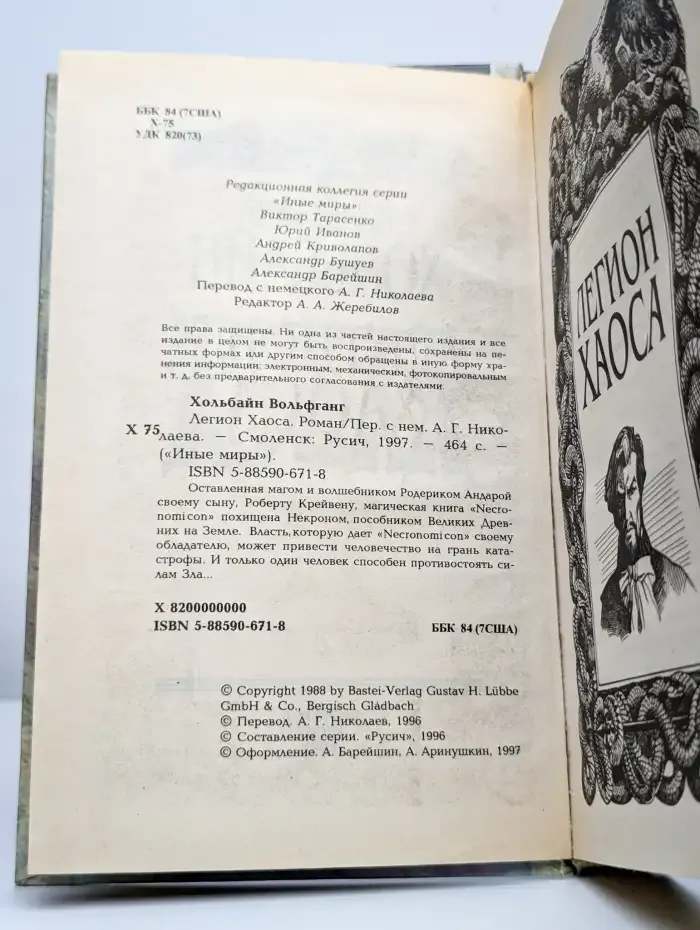 ББК 84 (7США)
Х-75
УДК 820(73)
Редакционная коллегия серии
«Иные миры»:
Виктор Тарасенко
Юрий Иванов
Андрей Криволапов
Александр Бушуев
Александр Барейшин
Перевод с немецкого А. Г. Николаева
Редактор А. А. Жеребилов
Все права защищены. Ни одна из частей настоящего издания и все
издание в целом не могут быть воспроизведены, сохранены на пе-
чатных формах или другим способом обращены в иную форму хра-
нения информации: электронным, механическим, фотокопировальным
и т. д. без предварительного согласования с издателями.
Хольбайн Вольфганг
Х 75
Легион Хаоса. Роман/Пер. с нем. А. Г. Нико-
лаева. — Смоленск: Русич, 1997. — 464 с. —
(«Иные миры»).
ISBN 5-88590-671-8
Оставленная магом и волшебником Родериком Андарой
своему сыну, Роберту Крейвену, магическая книга «Necro-
nomicon» похищена Некроном, пособником Великих Древ-
них на Земле. Власть, которую дает «Necronomicon» своему
обладателю, может привести человечество на грань ката-
строфы. И только один человек способен противостоять си-
лам Зла...
Х 8200000000
ISBN 5-88590-671-8
ББК 84 (7США)
© Copyright 1988 by Bastei-Verlag Gustav H. Lübbe
GmbH & Co., Bergisch Gladbach
© Перевод. А. Г. Николаев, 1996
© Составление серии. «Русич», 1996
© Оформление. А. Барейшин, А. Аринушкин, 1997
ЛЕГИОН
ХАОСА